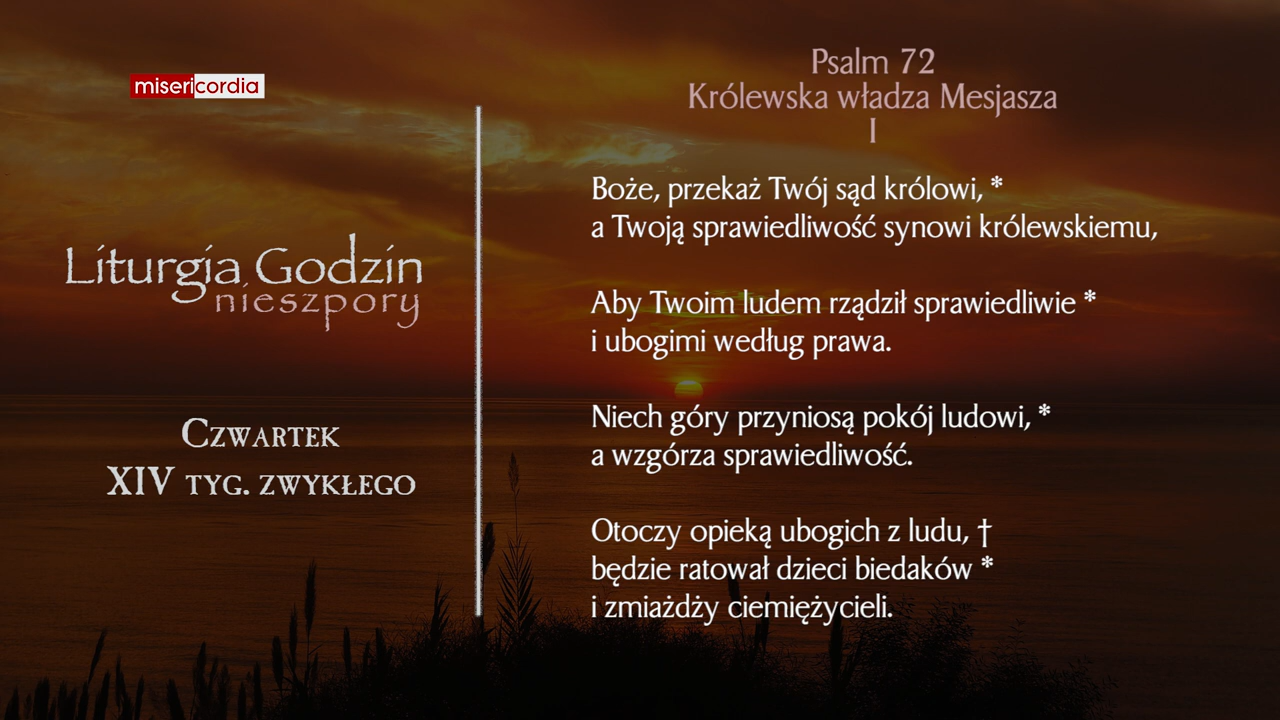 misericordia
Liturgia Godzin
nieszpory
Czwartek
XIV tyg. zwykłego
Psalm 72
Królewska władza Mesjasza
I
Boże, przekaż Twój sąd królowi, *
a Twoją sprawiedliwość synowi królewskiemu,
Aby Twoim ludem rządził sprawiedliwie *
i ubogimi według prawa.
Niech góry przyniosą pokój ludowi, *
a wzgórza sprawiedliwość.
Otoczy opieką ubogich z ludu, †
będzie ratował dzieci biedaków *
i zmiażdży ciemiężycieli.